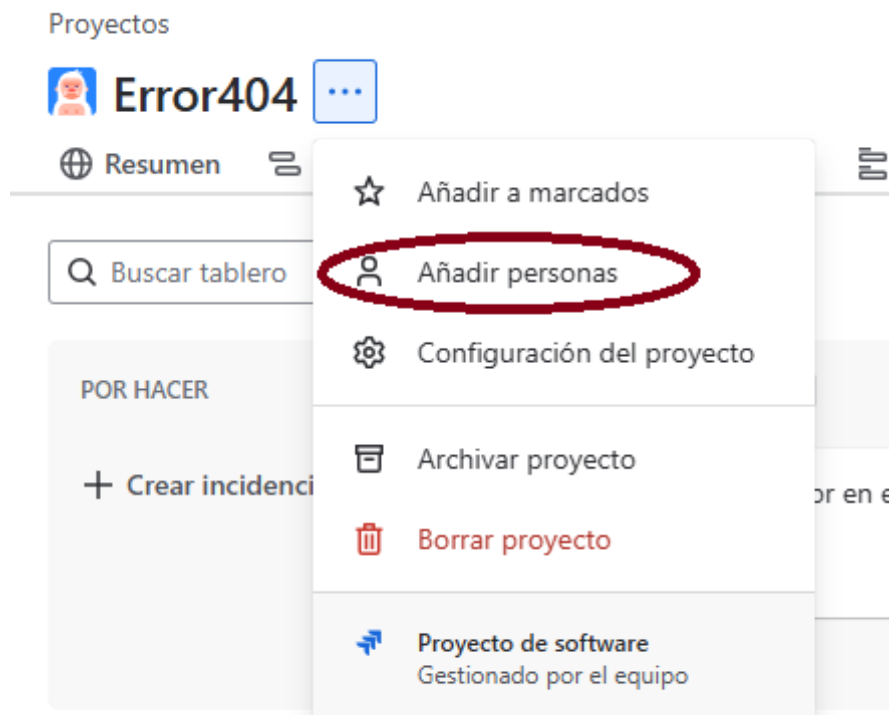 Proyectos
Error404
Resumen
Añadir a marcados
Buscar tablero
Añadir personas
Configuración del proyecto
POR HACER
Archivar proyecto
+ Crear
or en
Borrar proyecto
Proyecto de software
Gestionado por el equipo